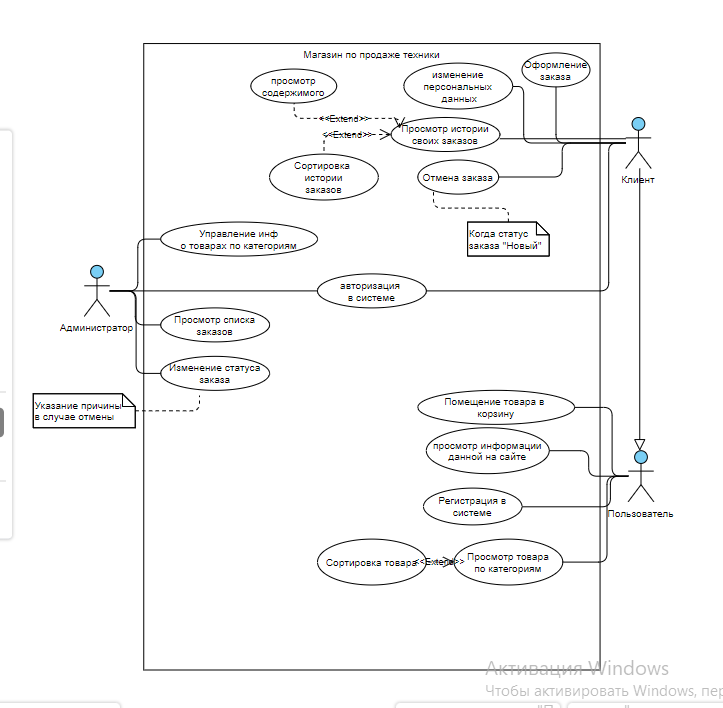 Магазин по продаже техники
Оформление
заказа
изменение
персональных
данных
просмотр
содержимого
<<Extend>>
<<Extend>>
Просмотр истории
своих заказов
Сортировка
истории
заказов
Отмена заказа
Клиент
Когда статус
заказа "Новый"
Управление инф
о товарах по категориям
авторизация
в системе
Администратор
Просмотр списка
заказов
Изменение статуса
заказа
Указание причины
в случае отмены
Помещение товара в
корзину
просмотр информации
данной на сайте
Регистрация в
системе
Пользователь
Сортировка товара
<<Extend>>
Просмотр товара
по категориям
Активация Windows
Чтобы активировать Windows, пер